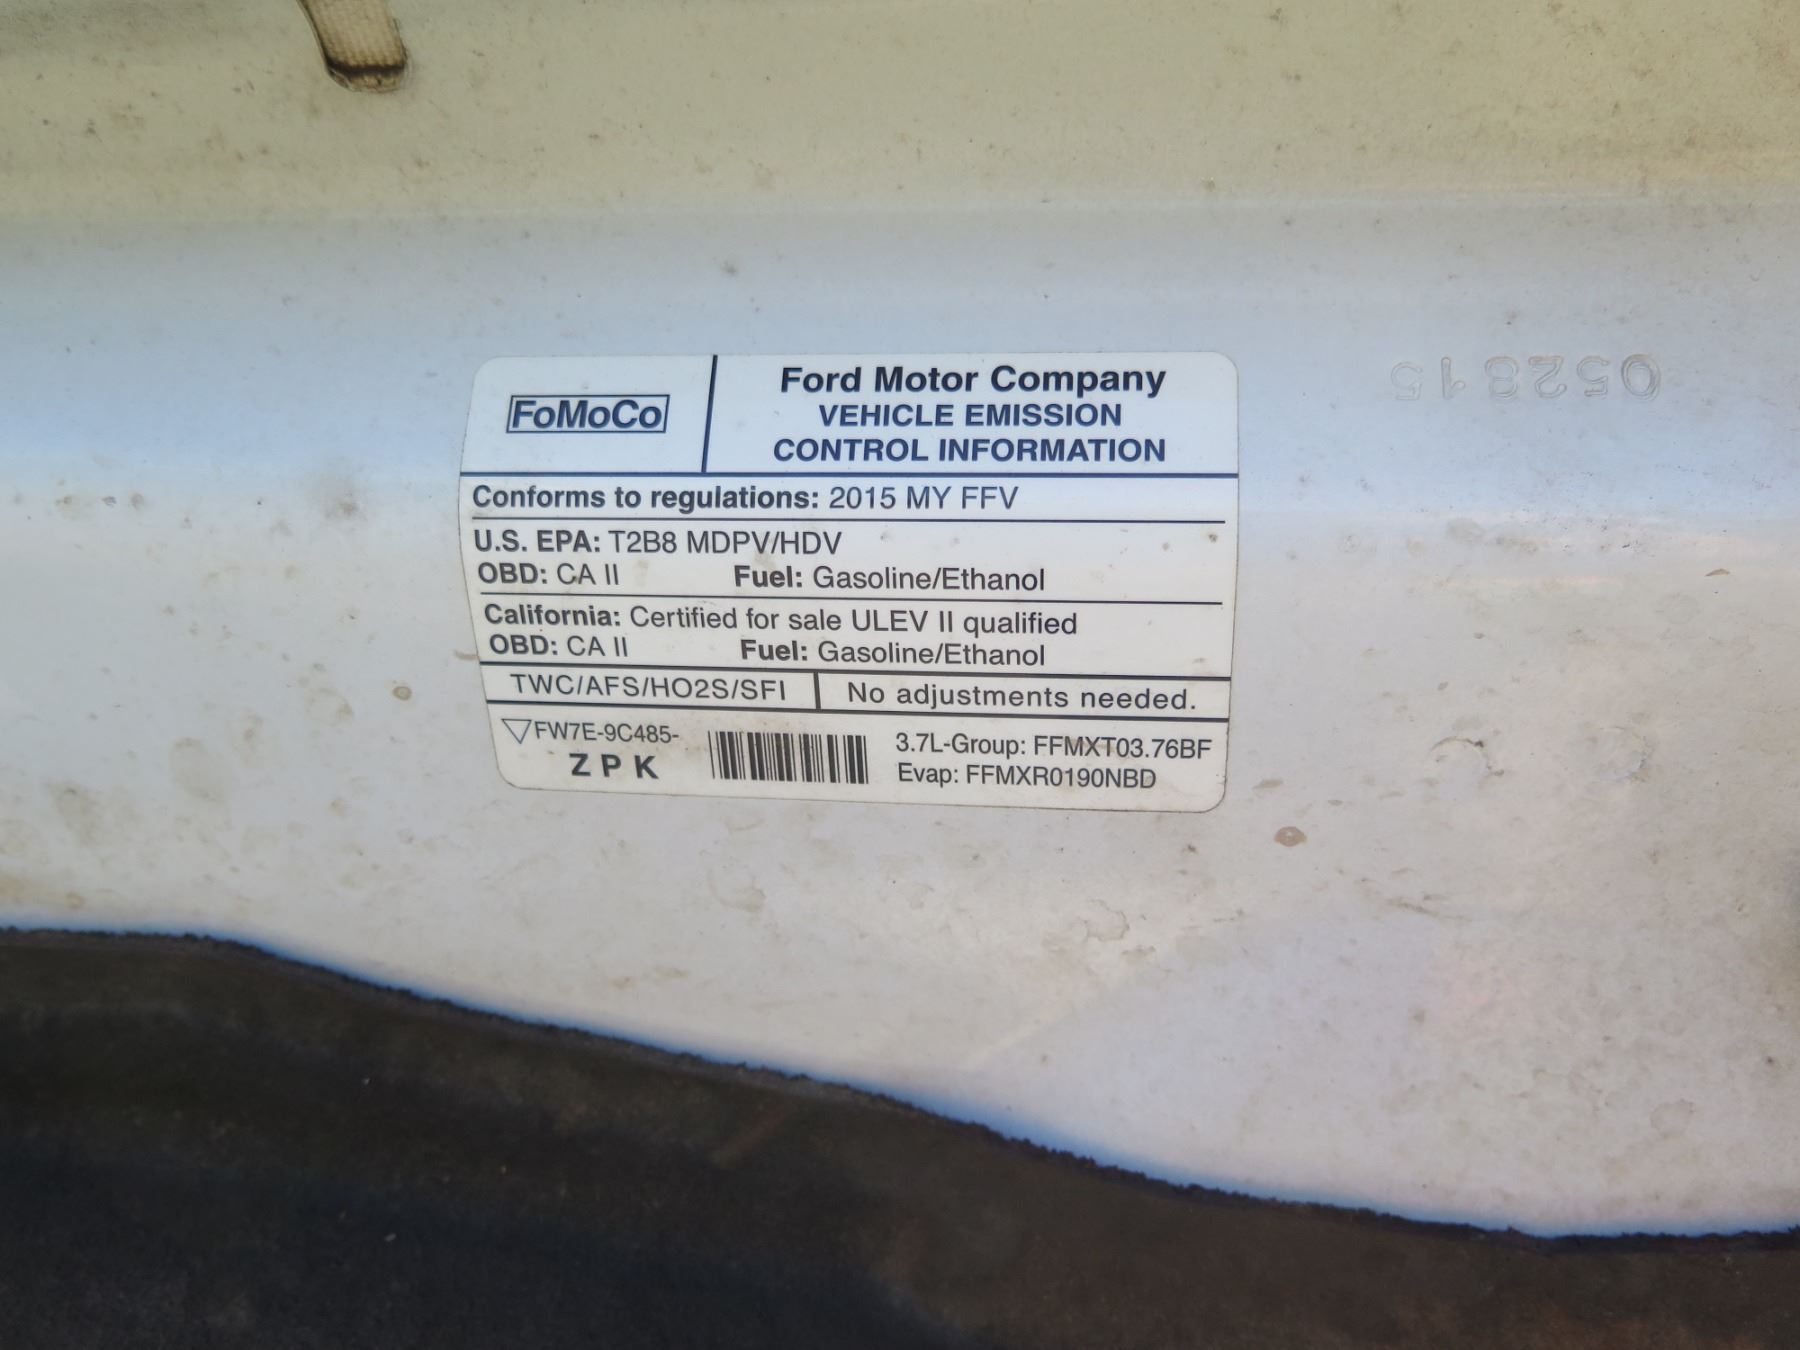 FoMoCo
Ford Motor Company
VEHICLE EMISSION
CONTROL INFORMATION
Conforms to regulations: 2015 MY FFV
U.S. EPA: T2B8 MDPV/HDV
OBD: CA II Fuel: Gasoline/Ethanol
California: Certified for sale ULEV II qualified
OBD: CA II Fuel: Gasoline/Ethanol
TWC/AFS/HO2S/SFI No adjustments needed.
FW7E-9C485-
ZPK
3.7L-Group: FFMXT03.76BF
Evap: FFMXR0190NBD
052815